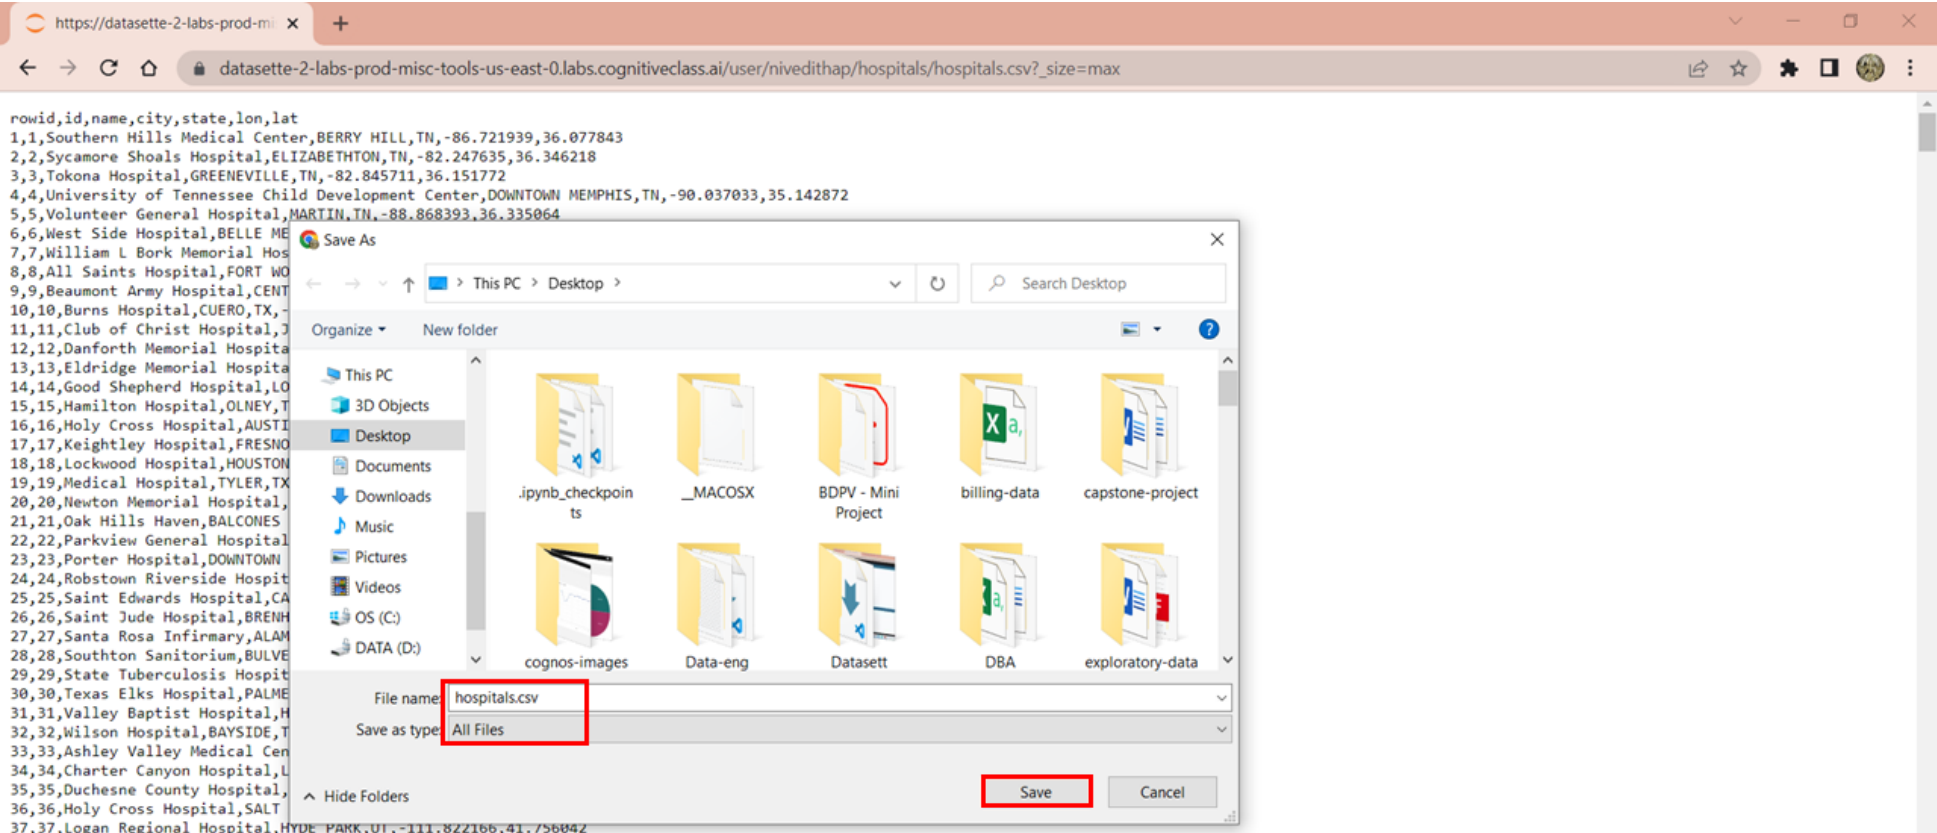 https://datasette-2-labs-prod-mi
datasette-2-labs-prod-misc-tools-us-east-0.labs.cognitiveclass.ai/user/nivedithap/hospitals/hospitals.csv?_size=max
rowid,id,name,city,state,lon,lat
1,1,Southern Hills Medical Center,BERRY HILL,TN,-86.721939,36.077843
2,2,Sycamore Shoals Hospital,ELIZABETHTON,TN,-82.247635,36.346218
3,3,Tokona Hospital,GREENEVILLE,TN,-82.845711,36.151772
4,4,University of Tennessee Child Development Center,DOWNTOWN MEMPHIS,TN,-90.037033,35.142872
5,5,Volunteer General Hospital,MARTIN,TN,-88.868393,36.335064
6,6,West Side Hospital,BELLE ME
7,7,William L Bork Memorial Hos
8,8,All Saints Hospital,FORT WO
9,9,Beaumont Army Hospital,CENT
10,10,Burns Hospital,CUERO,TX,-
11,11,Club of Christ Hospital,J
12,12,Danforth Memorial Hospita
13,13,Eldridge Memorial Hospita
14,14,Good Shepherd Hospital,LO
15,15,Hamilton Hospital,OLNEY,T
16,16,Holy Cross Hospital,AUSTI
17,17,Keightley Hospital,FRESNO
18,18,Lockwood Hospital,HOUSTON
19,19,Medical Hospital,TYLER,TX
20,20,Newton Memorial Hospital,
21,21,Oak Hills Haven,BALCONES
22,22,Parkview General Hospital
23,23,Porter Hospital,DOWNTOWN
24,24,Robstown Riverside Hospit
25,25,Saint Edwards Hospital,CA
26,26,Saint Jude Hospital,BRENH
27,27,Santa Rosa Infirmary,ALAM
28,28,Southton Sanitorium,BULVE
29,29,State Tuberculosis Hospit
30,30,Texas Elks Hospital,PALME
31,31,Valley Baptist Hospital,H
32,32,Wilson Hospital,BAYSIDE,T
33,33,Ashley Valley Medical Cen
34,34,Charter Canyon Hospital,L
35,35,Duchesne County Hospital,
36,36,Holy Cross Hospital,SALT
37,37,Logan Regional Hospital,HYDE PARK,UT,-111.822166,41.756042
Save As
This PC > Desktop >
Search Desktop
Organize
New folder
This PC
3D Objects
Desktop
Documents
Downloads
Music
Pictures
Videos
OS (C:)
DATA (D:)
.ipynb_checkpoin
ts
__MACOSX
BDPV - Mini
Project
billing-data
capstone-project
cognos-images
Data-eng
Datasett
DBA
exploratory-data
File name:
hospitals.csv
Save as type:
All Files
Hide Folders
Save
Cancel